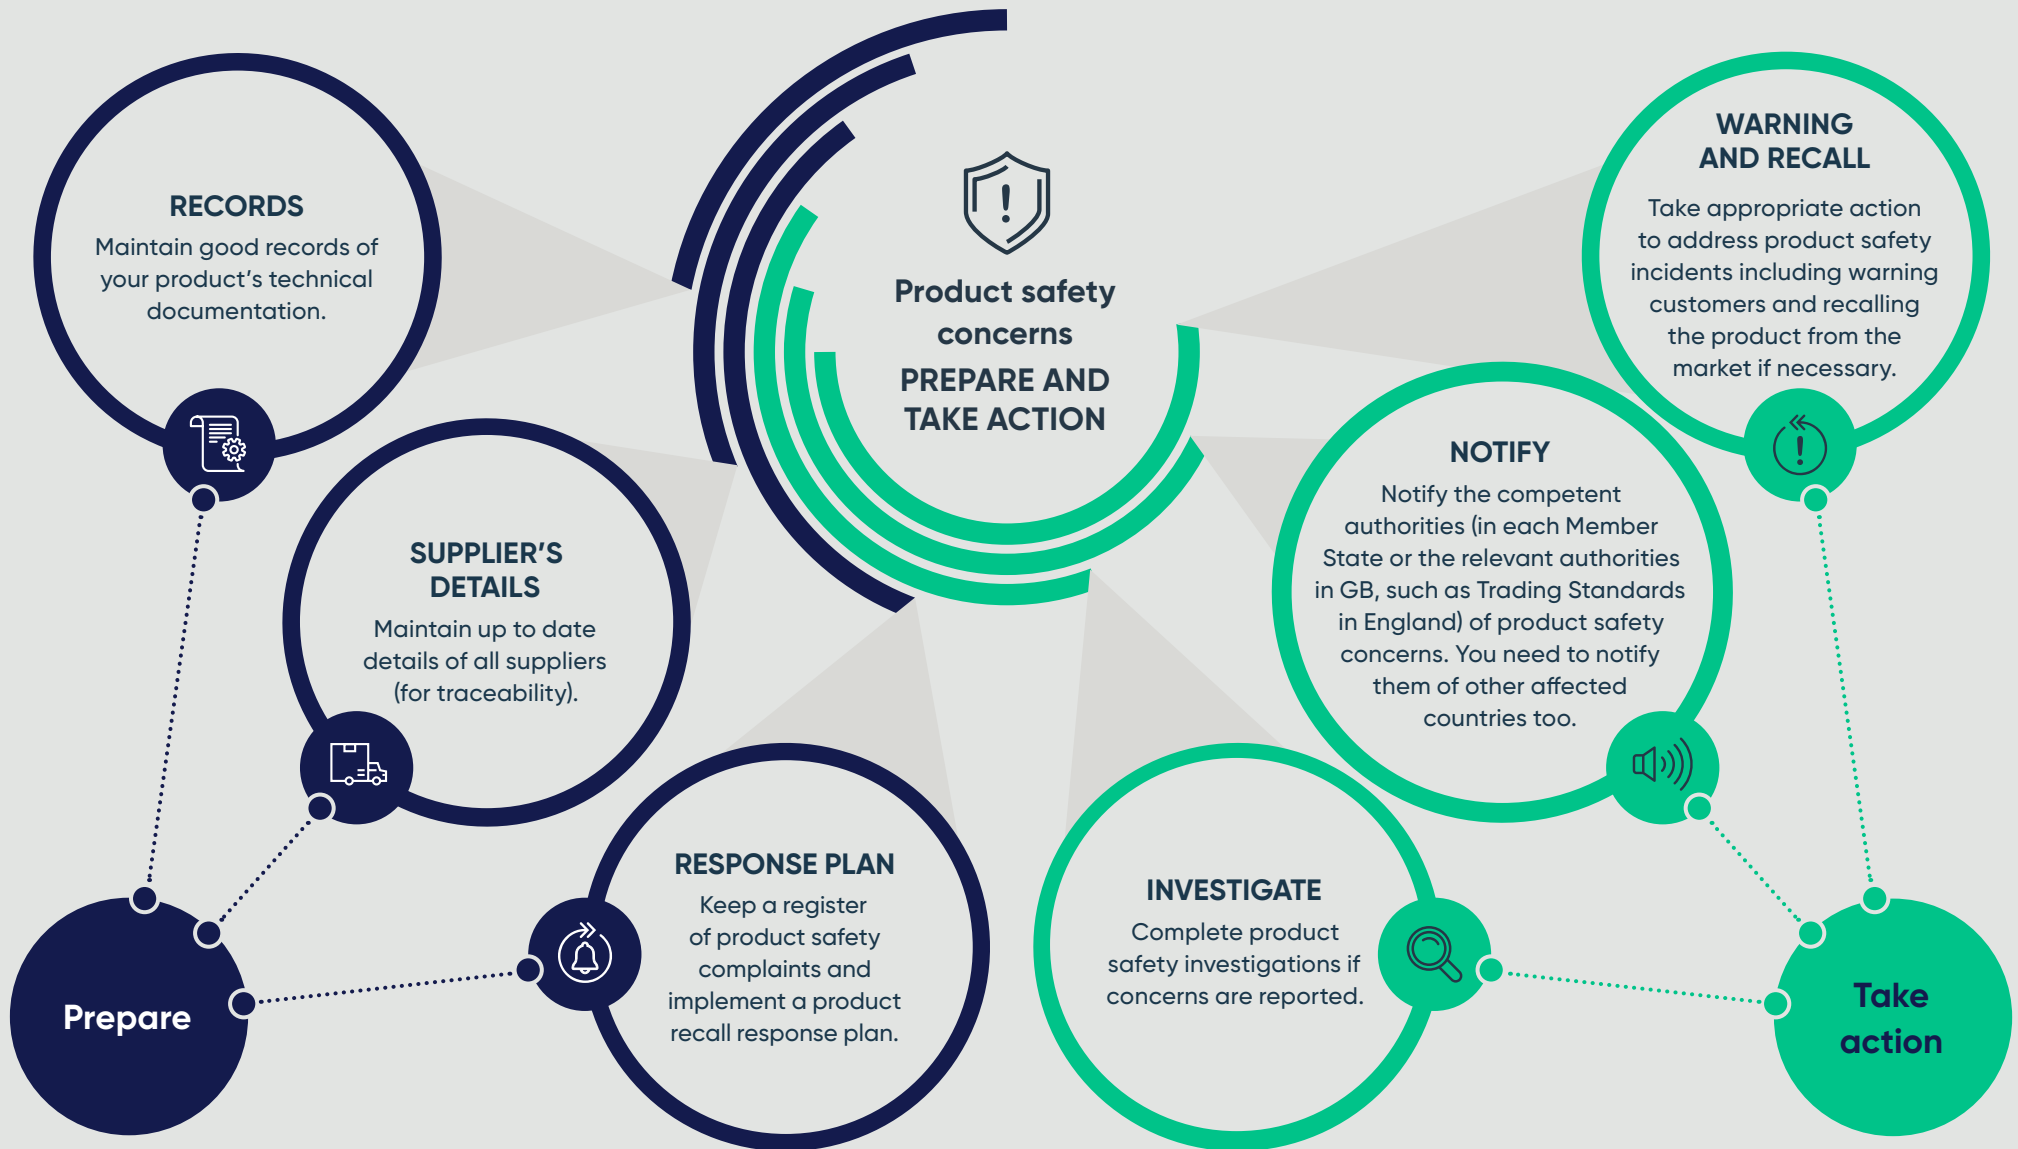 Product safety
concerns
PREPARE AND
TAKE ACTION
RECORDS
Maintain good records of
your product’s technical
documentation.
SUPPLIER’S
DETAILS
Maintain up to date
details of all suppliers
(for traceability).
RESPONSE PLAN
Keep a register
of product safety
complaints and
implement a product
recall response plan.
Prepare
WARNING
AND RECALL
Take appropriate action
to address product safety
incidents including warning
customers and recalling
the product from the
market if necessary.
NOTIFY
Notify the competent
authorities (in each Member
State or the relevant authorities
in GB, such as Trading Standards
in England) of product safety
concerns. You need to notify
them of other affected
countries too.
INVESTIGATE
Complete product
safety investigations if
concerns are reported.
Take
action